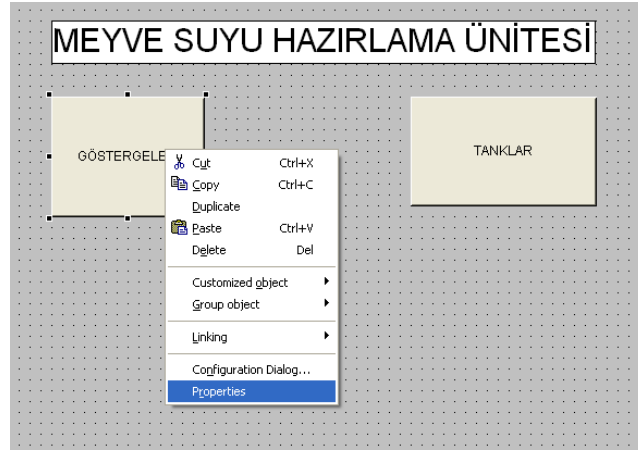 MEYVE SUYU HAZIRLAMA ÜNİTESİ
GÖSTERGELE
TANKLAR
Cut Ctrl+X
Copy Ctrl+C
Duplicate
Paste Ctrl+V
Delete Del
Customized object
Group object
Linking
Configuration Dialog...
Properties